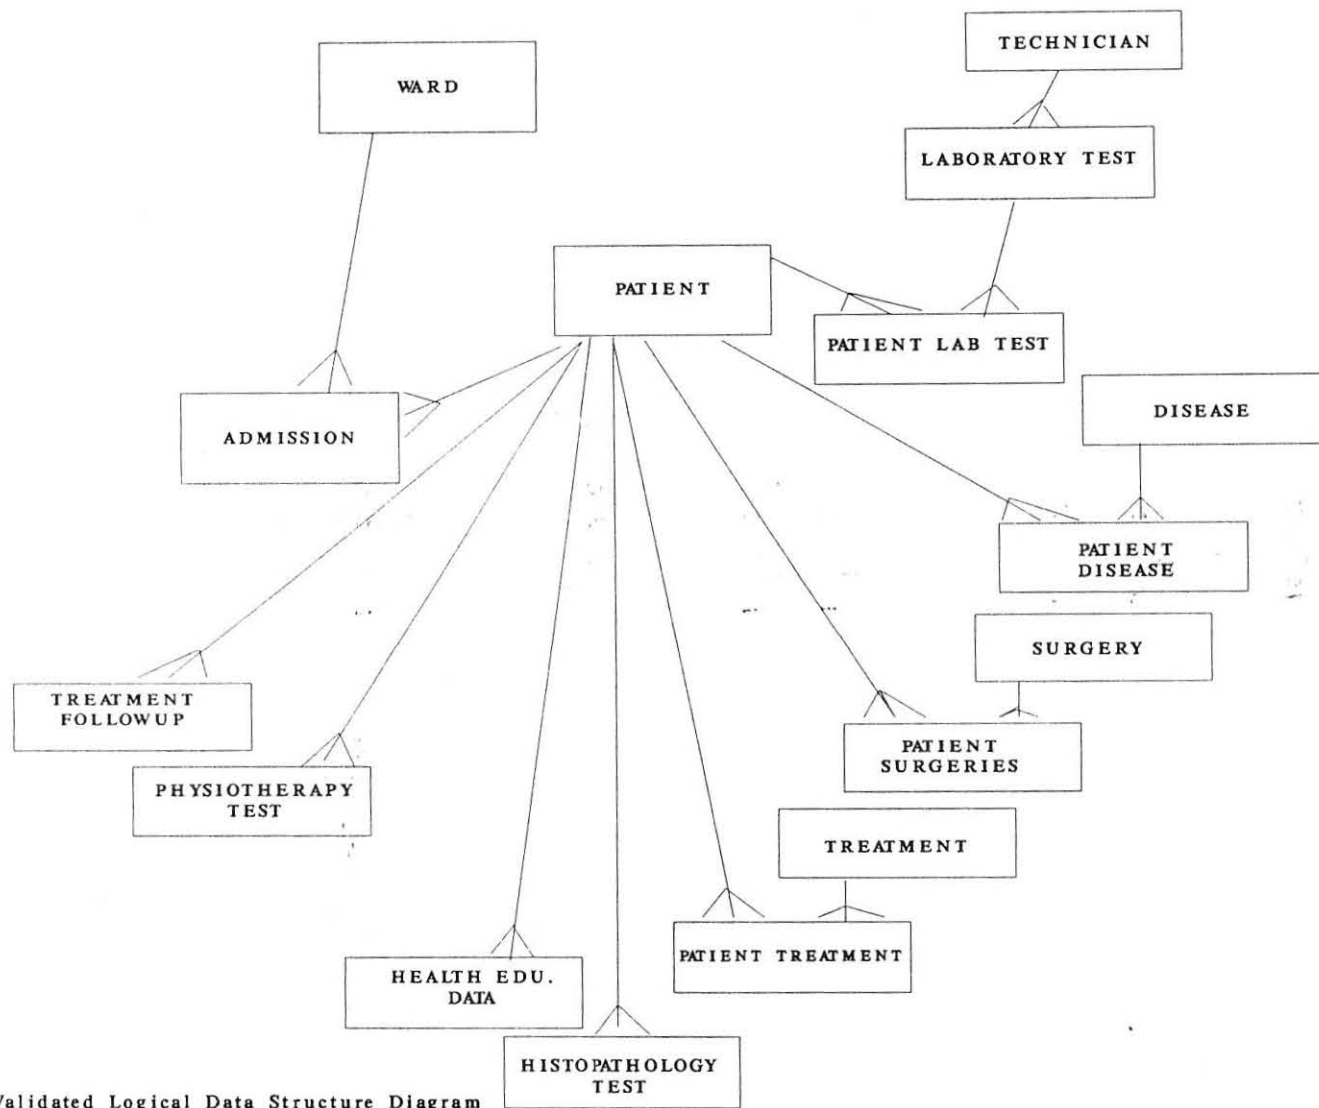 TECHNICIAN
WARD
LABORATORY TEST
PATIENT
PATIENT LAB TEST
DISEASE
ADMISSION
PATIENT
DISEASE
SURGERY
TREATMENT
FOLLOWUP
PATIENT
SURGERIES
PHYSIOTHERAPY
TEST
TREATMENT
PATIENT TREATMENT
HEALTH EDU.
DATA
HISTOPATHOLOGY
TEST
Validated Logical Data Structure Diagram